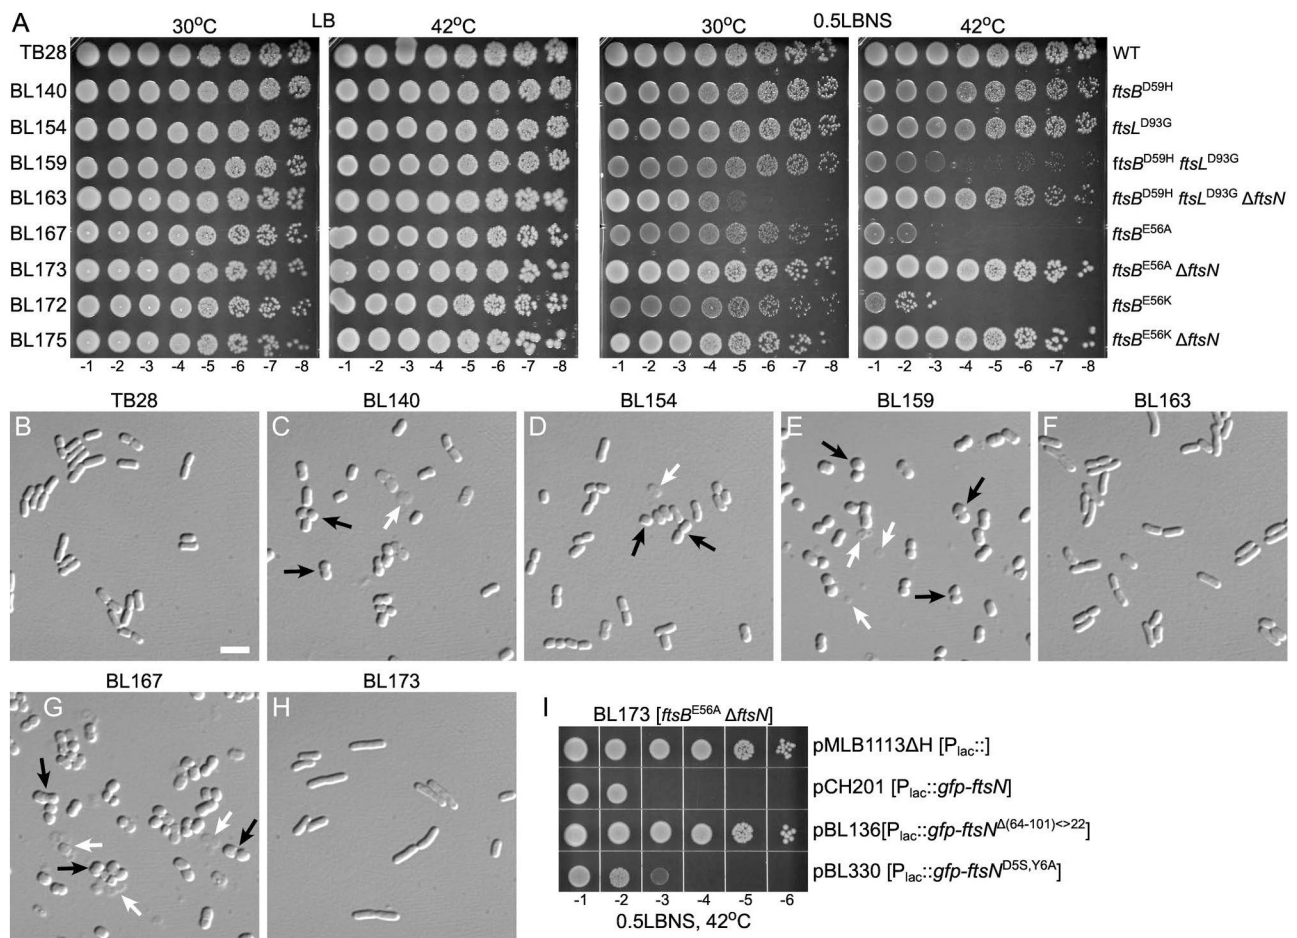 A
LB
0.5LBNS
30°C
42°C
30°C
42°C
TB28
WT
BL140
ftsB^D59H
BL154
ftsL^D93G
BL159
ftsB^D59H ftsL^D93G
BL163
ftsB^D59H ftsL^D93G ΔftsN
BL167
ftsB^E56A
BL173
ftsB^E56A ΔftsN
BL172
ftsB^E56K
BL175
ftsB^E56K ΔftsN
-1 -2 -3 -4 -5 -6 -7 -8
-1 -2 -3 -4 -5 -6 -7 -8
-1 -2 -3 -4 -5 -6 -7 -8
-1 -2 -3 -4 -5 -6 -7 -8
TB28
BL140
BL154
BL159
BL163
B
C
D
E
F
BL167
BL173
G
H
I
BL173 [ftsB^E56A ΔftsN]
pMLB1113ΔH [Plac::]
pCH201 [Plac::gfp-ftsN]
pBL136[Plac::gfp-ftsN^Δ(64-101)<>22]
pBL330 [Plac::gfp-ftsN^D5S,Y6A]
-1 -2 -3 -4 -5 -6
0.5LBNS, 42°C